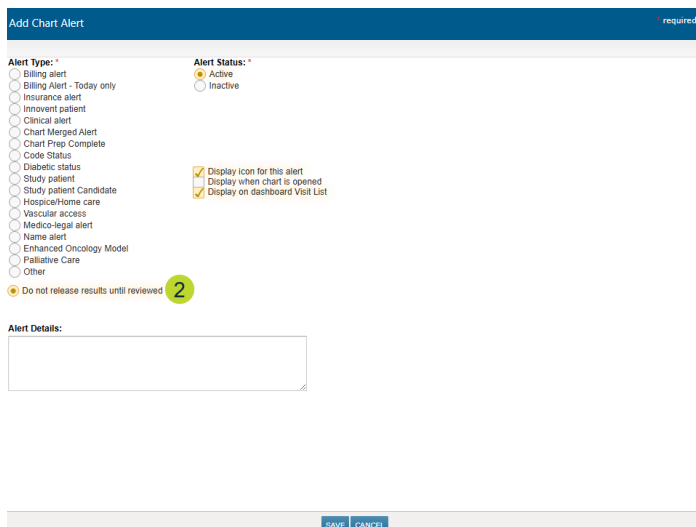 Add Chart Alert
* required
Alert Type: *
Billing alert
Billing Alert - Today only
Insurance alert
Innovent patient
Clinical alert
Chart Merged Alert
Chart Prep Complete
Code Status
Diabetic status
Study patient
Study patient Candidate
Hospice/Home care
Vascular access
Medico-legal alert
Name alert
Enhanced Oncology Model
Palliative Care
Other
Do not release results until reviewed 2
Alert Status: *
Active
Inactive
Display icon for this alert
Display when chart is opened
Display on dashboard Visit List
Alert Details:
SAVE CANCEL